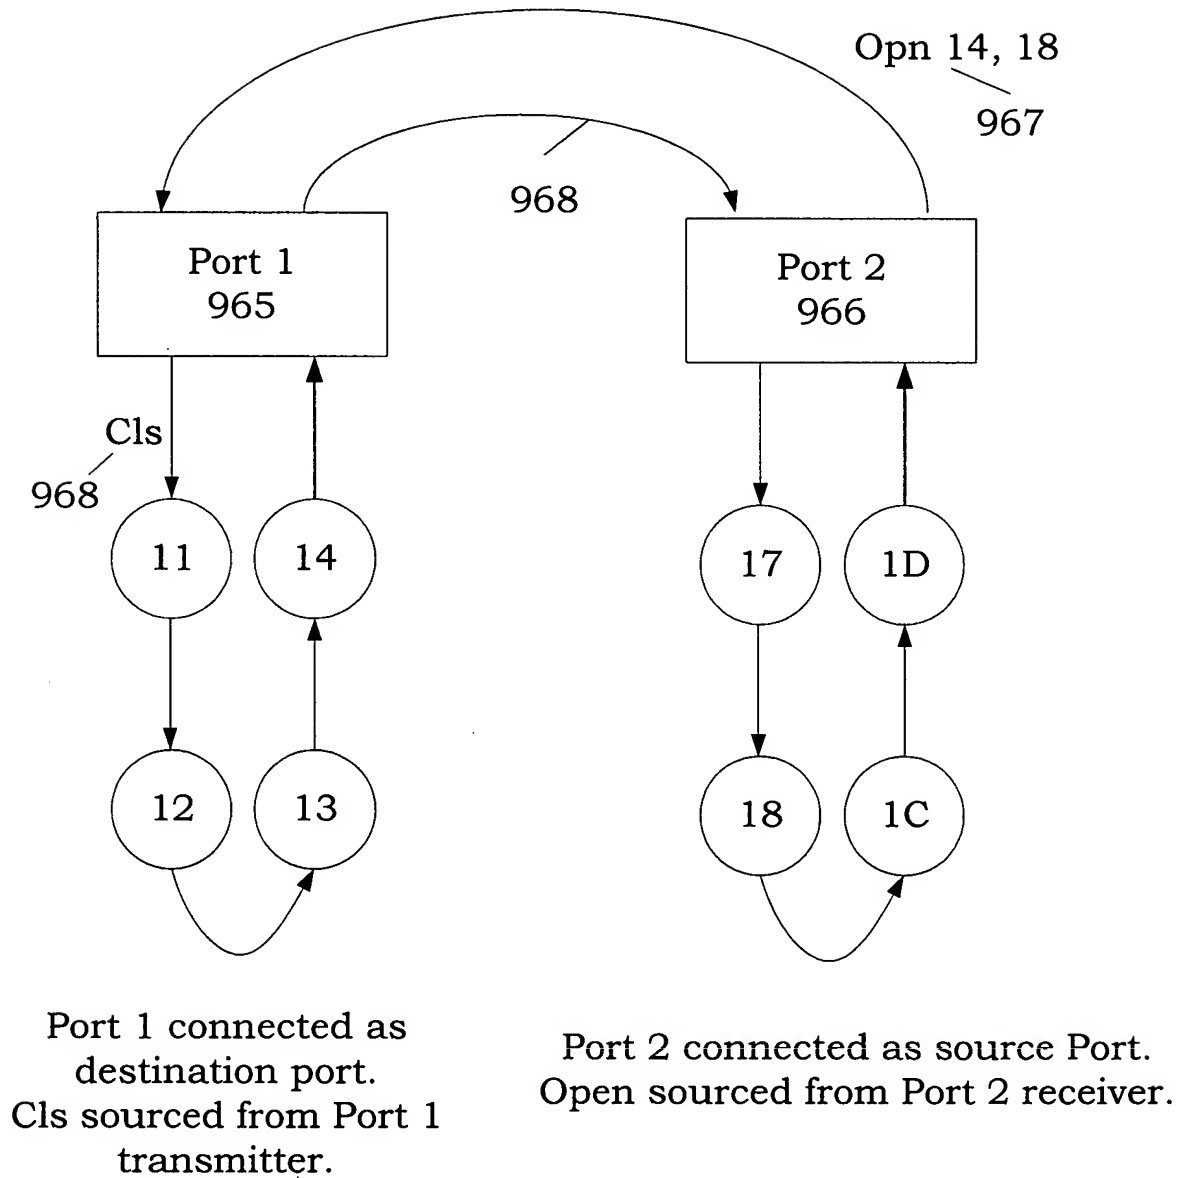 Opn 14, 18
967
968
Port 1
965
Port 2
966
Cls
968
11
14
17
1D
12
13
18
1C
Port 1 connected as
destination port.
Cls sourced from Port 1
transmitter.
Port 2 connected as source Port.
Open sourced from Port 2 receiver.